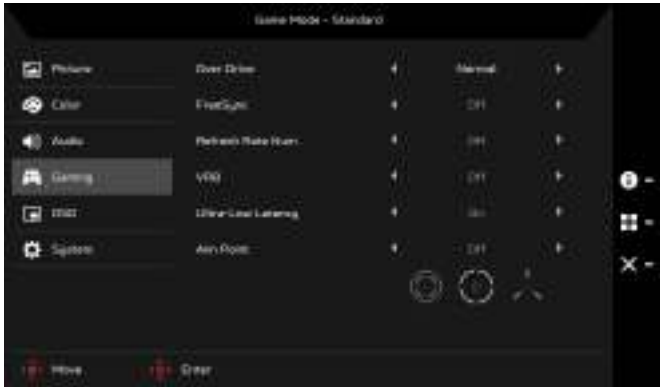 Game Mode - Standard
Picture
Over Drive
Normal
Color
FreeSync
Off
Audio
Refresh Rate Num
Off
Gaming
VRB
Off
OSD
Ultra-Low Latency
On
System
Aim Point
Off
Move
Enter